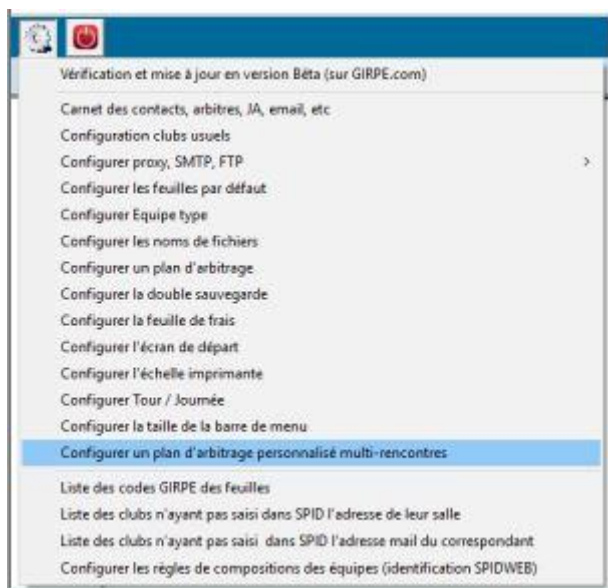 Vérification et mise à jour en version Béta (sur GIRPE.com)
Carnet des contacts, arbitres, JA, email, etc
Configuration clubs usuels
Configurer proxy, SMTP, FTP
Configurer les feuilles par défaut
Configurer Equipe type
Configurer les noms de fichiers
Configurer un plan d'arbitrage
Configurer la double sauvegarde
Configurer la feuille de frais
Configurer l'écran de départ
Configurer l'échelle imprimante
Configurer Tour / Journée
Configurer la taille de la barre de menu
Configurer un plan d'arbitrage personnalisé multi-rencontres
Liste des codes GIRPE des feuilles
Liste des clubs n'ayant pas saisi dans SPID l'adresse de leur salle
Liste des clubs n'ayant pas saisi dans SPID l'adresse mail du correspondant
Configurer les règles de compositions des équipes (identification SPIDWEB)